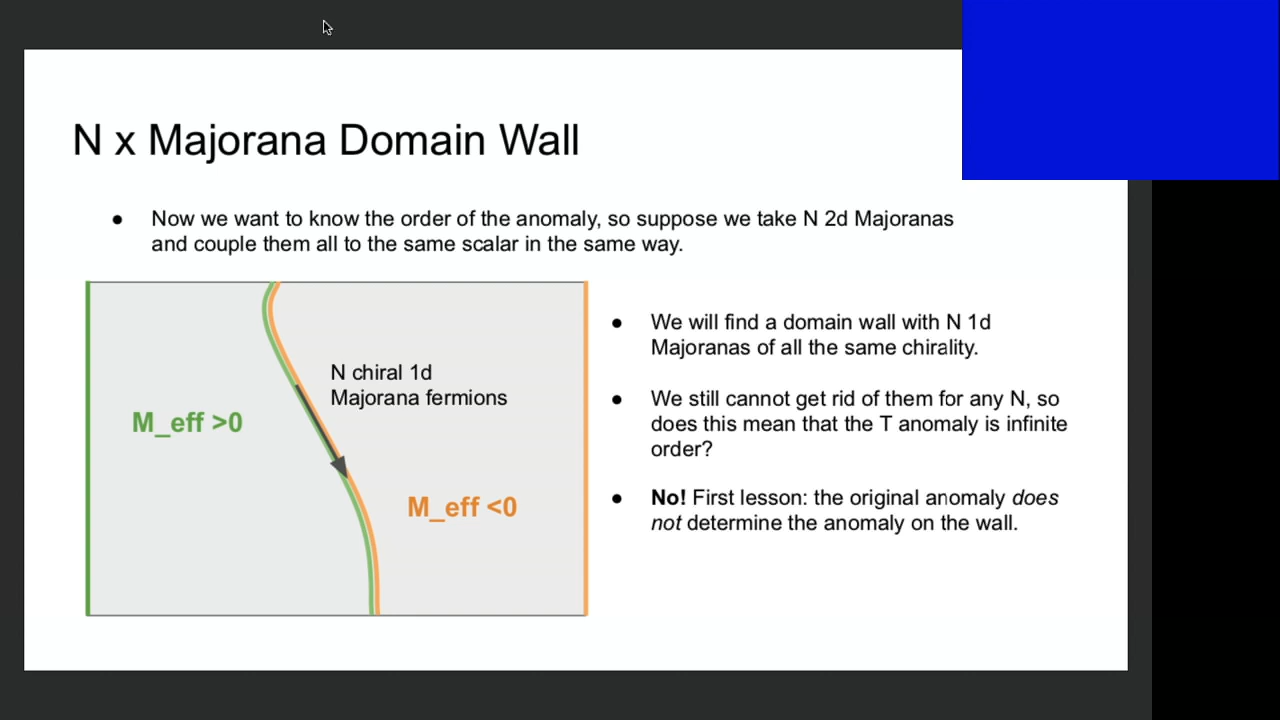 N x Majorana Domain Wall
● Now we want to know the order of the anomaly, so suppose we take N 2d Majoranas
and couple them all to the same scalar in the same way.
N chiral 1d
Majorana fermions
M_eff >0
M_eff <0
● We will find a domain wall with N 1d
Majoranas of all the same chirality.
● We still cannot get rid of them for any N, so
does this mean that the T anomaly is infinite
order?
● No! First lesson: the original anomaly does
not determine the anomaly on the wall.